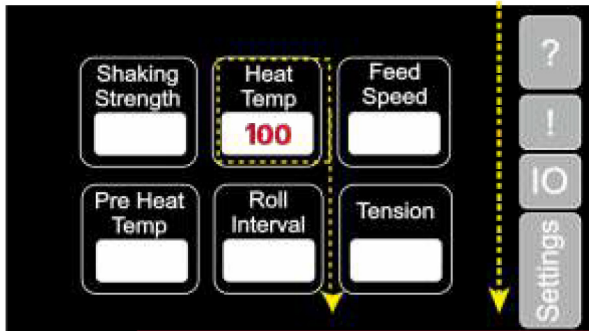 Shaking
Strength
Heat
Temp
100
Feed
Speed
Pre Heat
Temp
Roll
Interval
Tension
?
!
IO
Settings